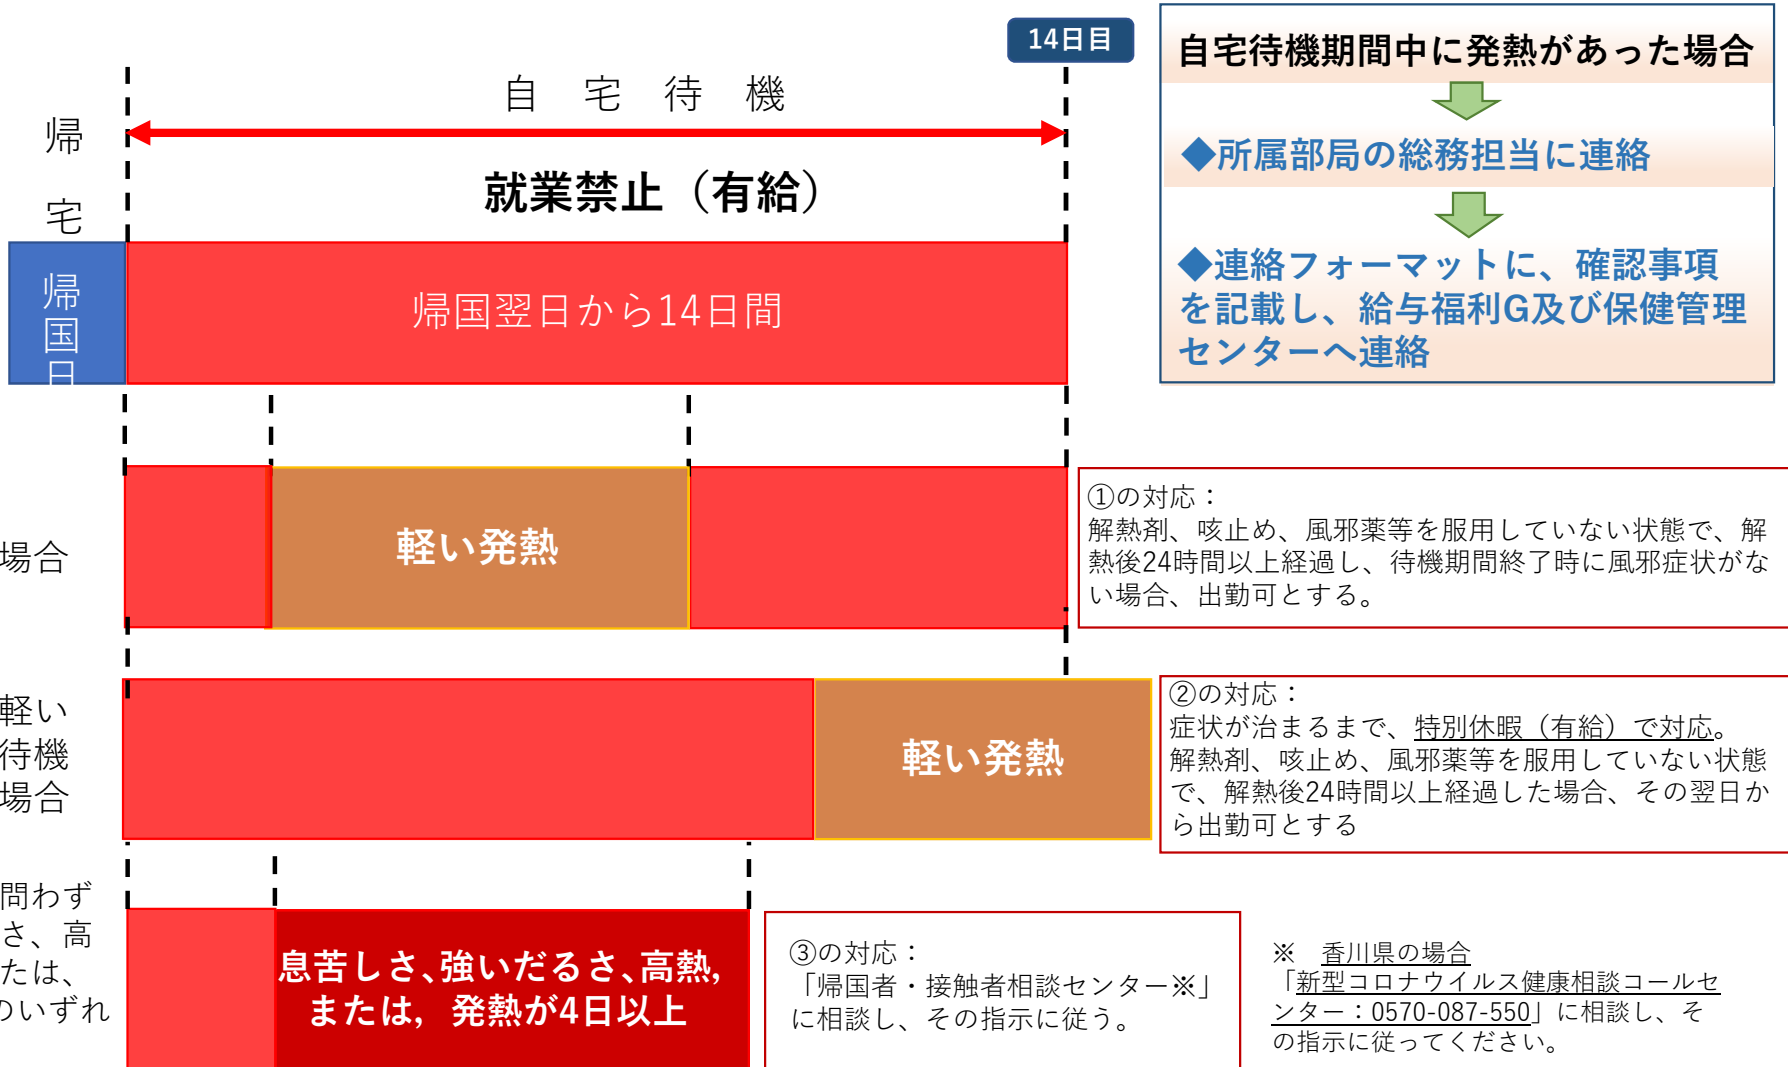 14日目
自宅待機期間中に発熱があった場合
◆所属部局の総務担当に連絡
◆連絡フォーマットに、確認事項
を記載し、給与福利G及び保健管理
センターへ連絡
自 宅 待 機
帰
宅
就業禁止（有給）
帰
国
日
帰国翌日から14日間
場合
軽い発熱
①の対応：
解熱剤、咳止め、風邪薬等を服用していない状態で、解
熱後24時間以上経過し、待機期間終了時に風邪症状がな
い場合、出勤可とする。
軽い
待機
場合
軽い発熱
②の対応：
症状が治まるまで、特別休暇（有給）で対応。
解熱剤、咳止め、風邪薬等を服用していない状態
で、解熱後24時間以上経過した場合、その翌日か
ら出勤可とする
問わず
さ、高
たは、
のいずれ
息苦しさ、強いだるさ、高熱,
または，発熱が4日以上
③の対応：
「帰国者・接触者相談センター※」
に相談し、その指示に従う。
※　香川県の場合
「新型コロナウイルス健康相談コールセ
ンター：0570-087-550」に相談し、そ
の指示に従ってください。